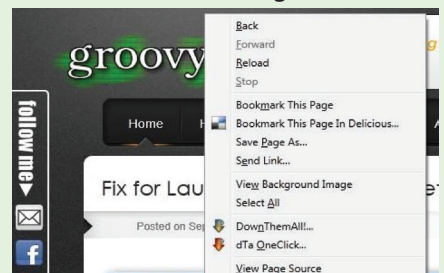 groovy
Back
Forward
Reload
Stop
Bookmark This Page
Bookmark This Page In Delicious...
Save Page As...
Send Link...
View Background Image
Select All
DownThemAll!...
dTa OneClick...
View Page Source
follow me
Home
Fix for Lau
Posted on Sep
f